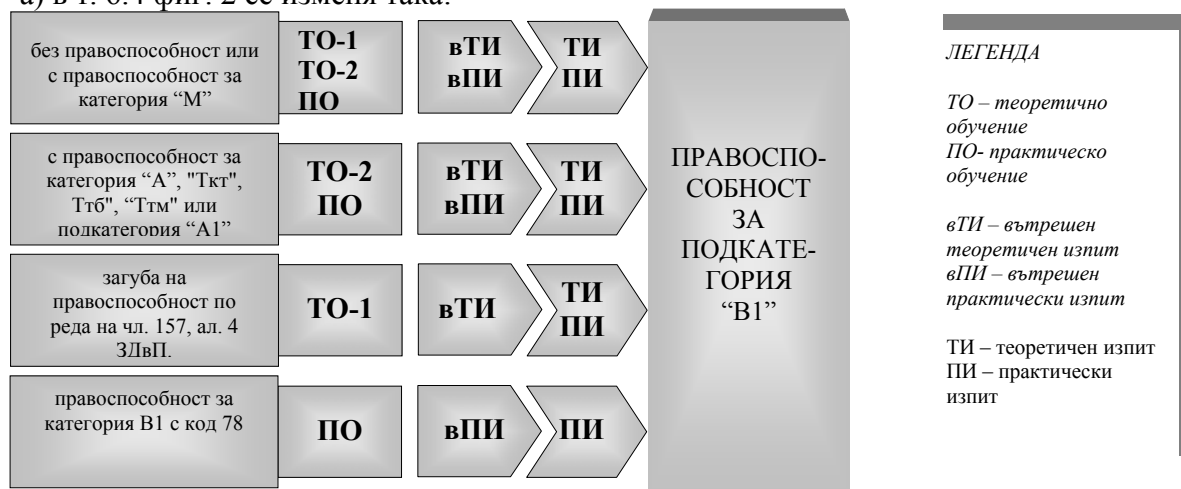 а) в т. 6.4 фиг. 2 се изменя така:
без правоспособност или
с правоспособност за
категория “М”
ТО-1
ТО-2
ПО
вТИ
вПИ
ТИ
ПИ
с правоспособност за
категория “А”, "Ткт",
Ттб", “Ттм" или
подкатегория “А1”
ТО-2
ПО
вТИ
вПИ
ТИ
ПИ
загуба на
правоспособност по
реда на чл. 157, ал. 4
ЗДвП.
ТО-1
вТИ
ТИ
ПИ
правоспособност за
категория В1 с код 78
ПО
вПИ
ПИ
ПРАВОСПО-
СОБНОСТ
ЗА
ПОДКАТЕ-
ГОРИЯ
“В1”
ЛЕГЕНДА
ТО – теоретично
обучение
ПО- практическо
обучение
вТИ – вътрешен
теоретичен изпит
вПИ – вътрешен
практически изпит
ТИ – теоретичен изпит
ПИ – практически
изпит